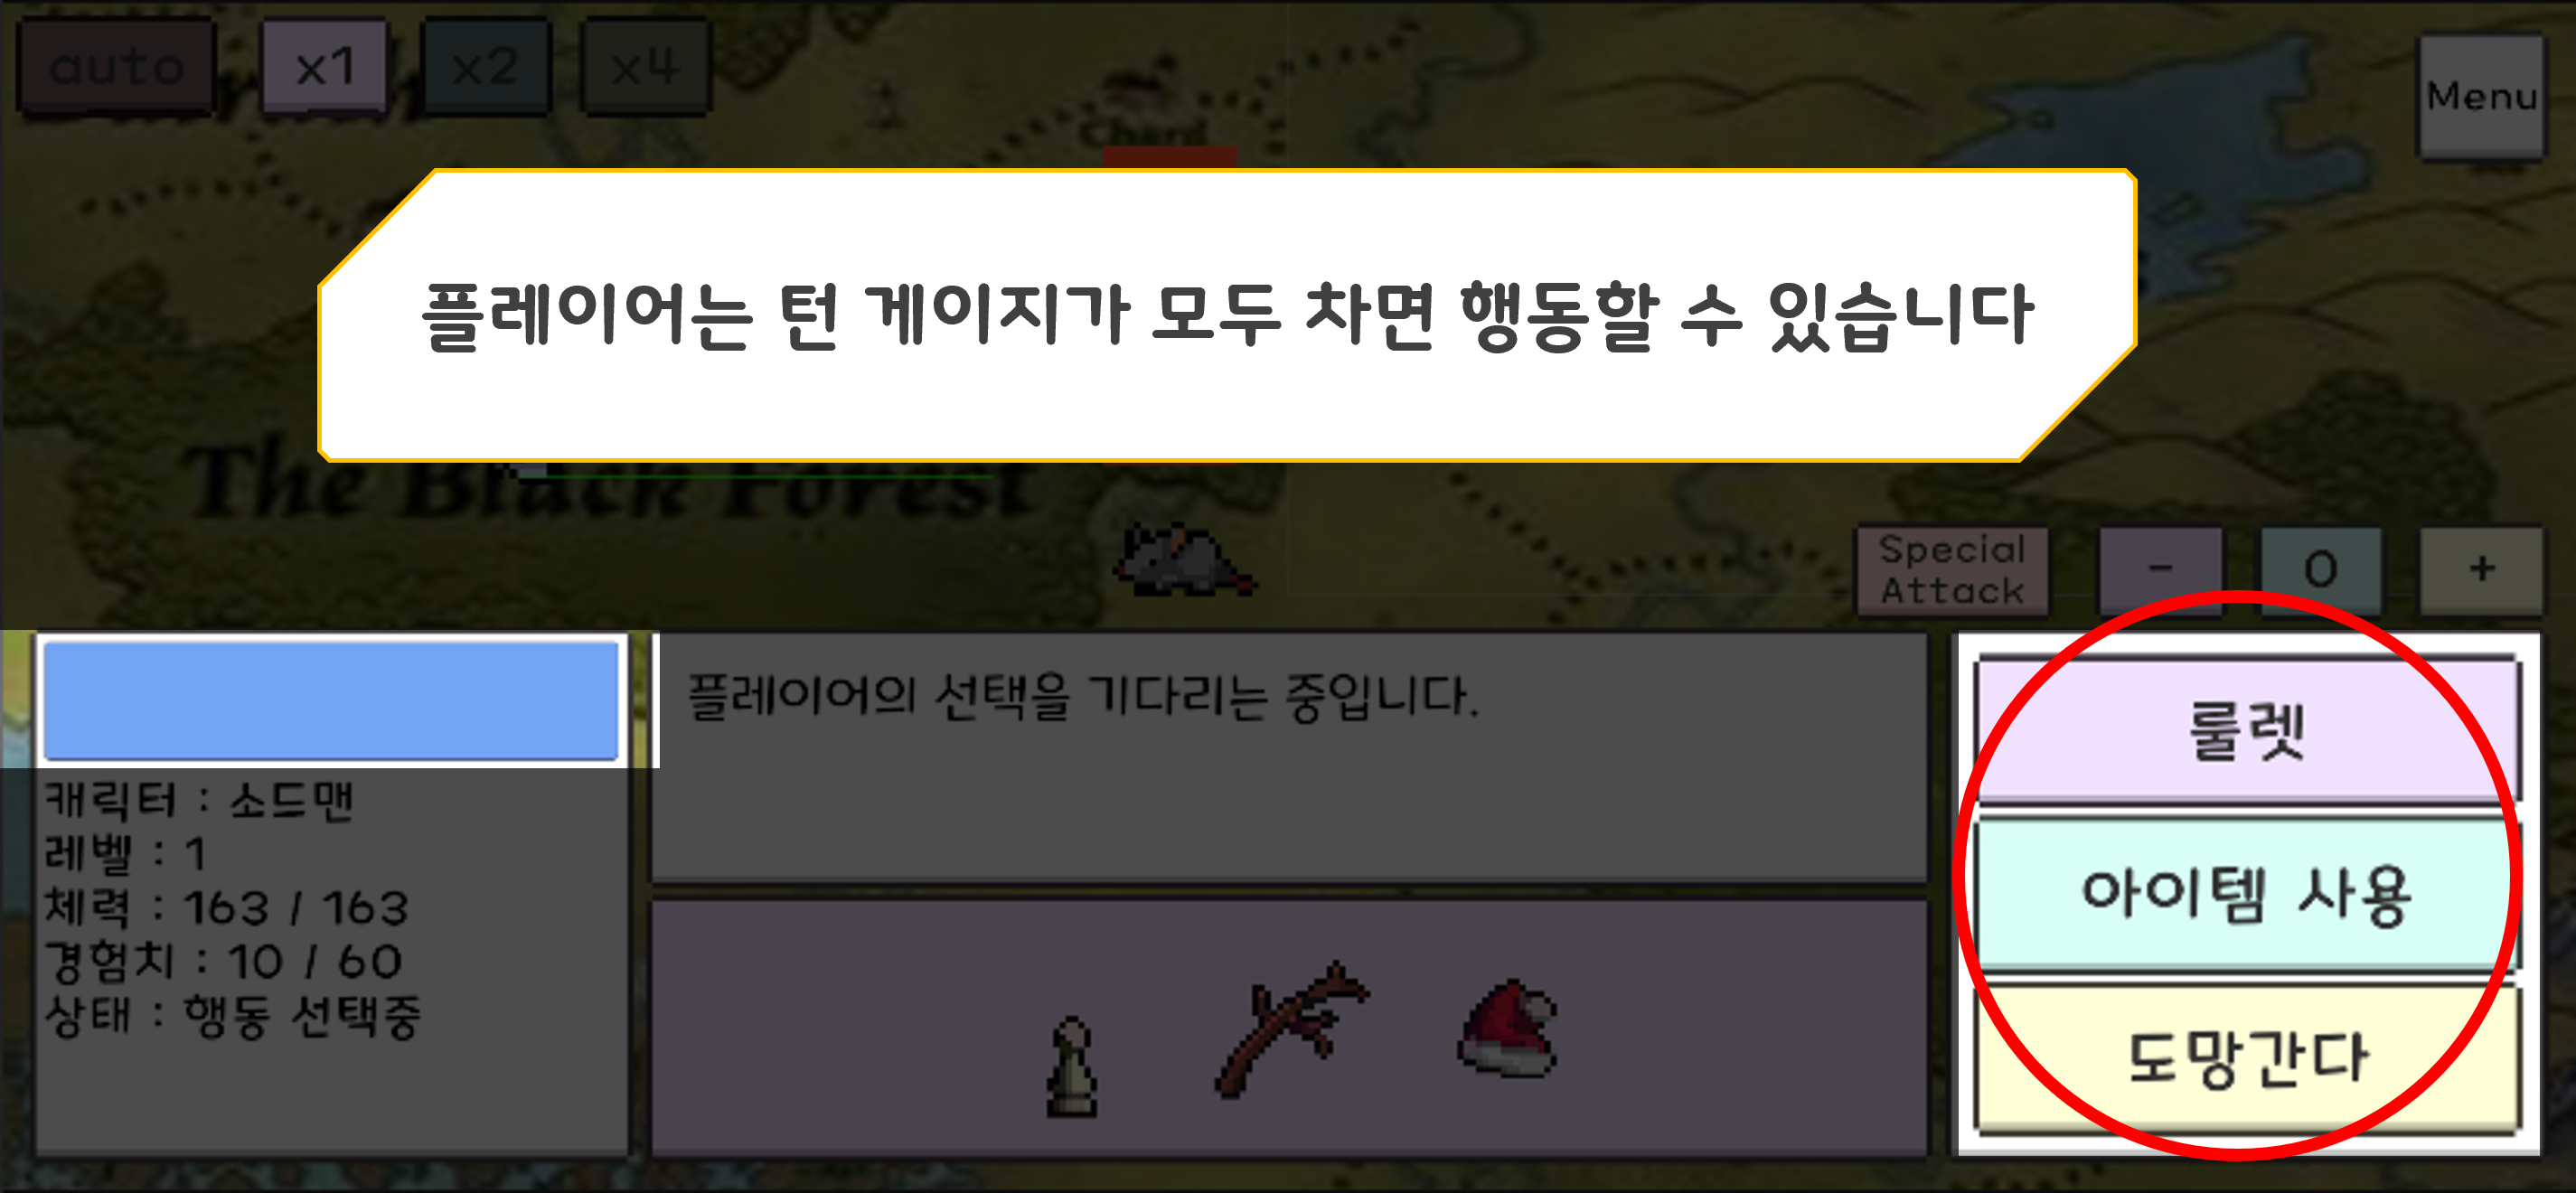 auto
x1
x2
x4
Menu
Chard
플레이어는 턴 게이지가 모두 차면 행동할 수 있습니다
The Black Forest
Special
Attack
-
0
+
플레이어의 선택을 기다리는 중입니다.
캐릭터 : 소드맨
레벨 : 1
체력 : 163 / 163
경험치 : 10 / 60
상태 : 행동 선택중
룰렛
아이템 사용
도망간다